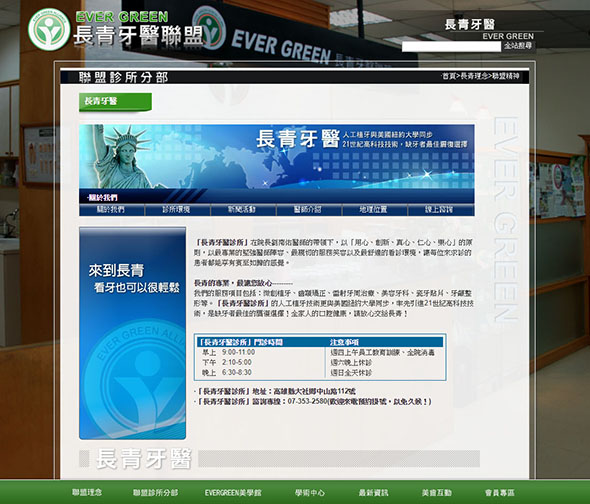 EVER GREEN
長青牙醫聯盟
EVER GREEN
長青牙醫
EVER GREEN
全站搜尋
聯盟診所分部
首頁>長青理念>聯盟精神
長青牙醫
長青牙醫 人工植牙與美國紐約大學同步
21世紀高科技技術，缺牙者最佳贋復選擇
·關於我們
關於我們 診所環境 新聞活動 醫師介紹 地理位置 線上諮詢
EVER GREEN
來到長青
看牙也可以很輕鬆
EVER GREEN ALLI
「長青牙醫診所」在院長劉席佑醫師的帶領下，以「用心、創新、真心、仁心、樂心」的原
則，以最專業的堅強醫師陣容、最親切的服務笑容以及最舒適的看診環境，讓每位來求診的
患者都能享有賓至如歸的感覺。
長青的專業，最讓您放心---------
我們的服務項目包括：微創植牙、齒顎矯正、雷射牙周治療、美容牙科、瓷牙貼片、牙齦整
形等。「長青牙醫診所」的人工植牙技術更與美國紐約大學同步，率先引進21世紀高科技技
術，是缺牙者最佳的贋復選擇！全家人的口腔健康，請放心交給長青！
「長青牙醫診所」門診時間 注意事項
早上 9:00-11:00 週四上午員工教育訓練、全院消毒
下午 2:10-5:00 週六晚上休診
晚上 6:30-8:30 週日全天休診
·「長青牙醫診所」地址：高雄縣大社鄉中山路112號
·「長青牙醫診所」諮詢專線：07-353-2580(歡迎來電預約掛號，以免久候！)
長青牙醫
聯盟理念 聯盟診所分部 EVERGREEN美學館 學術中心 最新資訊 美齒互動 會員專區